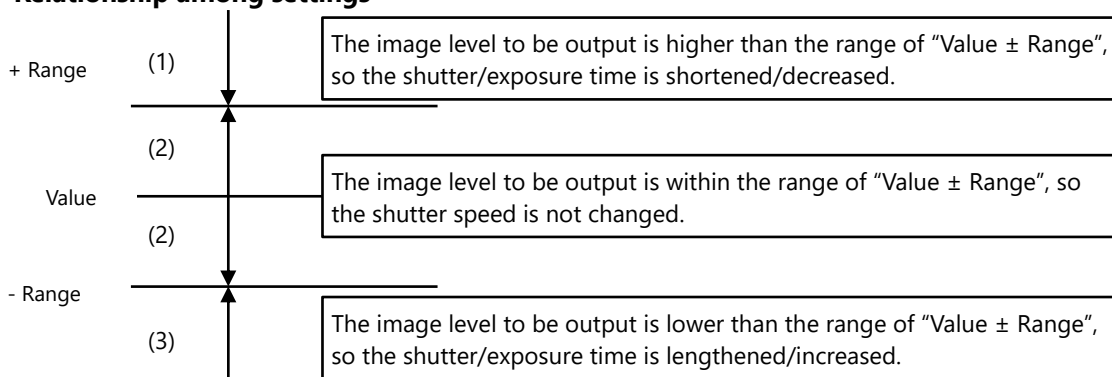 Relationship among settings
+ Range
(1)
The image level to be output is higher than the range of “Value ± Range”,
so the shutter/exposure time is shortened/decreased.
(2)
Value
The image level to be output is within the range of “Value ± Range”, so
the shutter speed is not changed.
(2)
- Range
(3)
The image level to be output is lower than the range of “Value ± Range”,
so the shutter/exposure time is lengthened/increased.